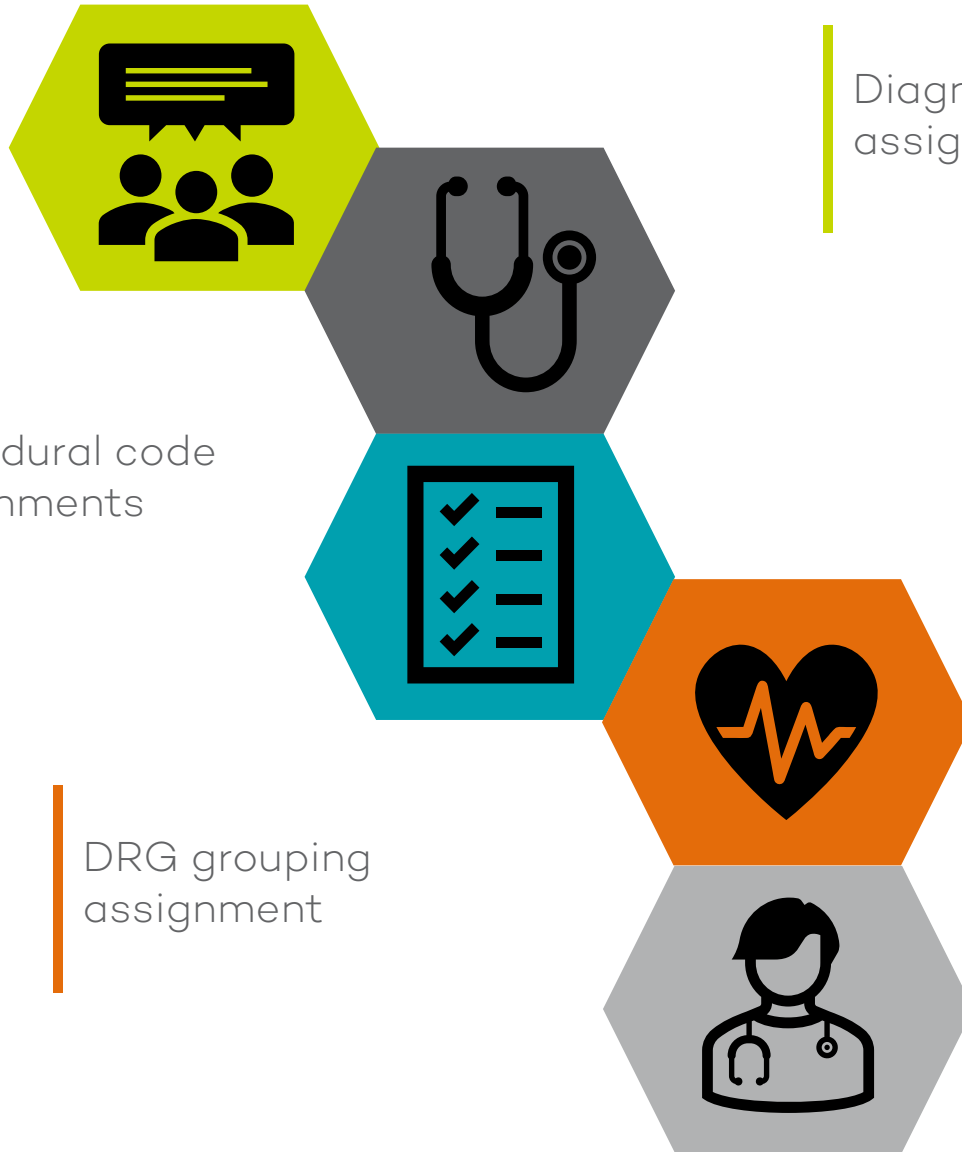 Diagn
assig
dural code
nments
DRG grouping
assignment